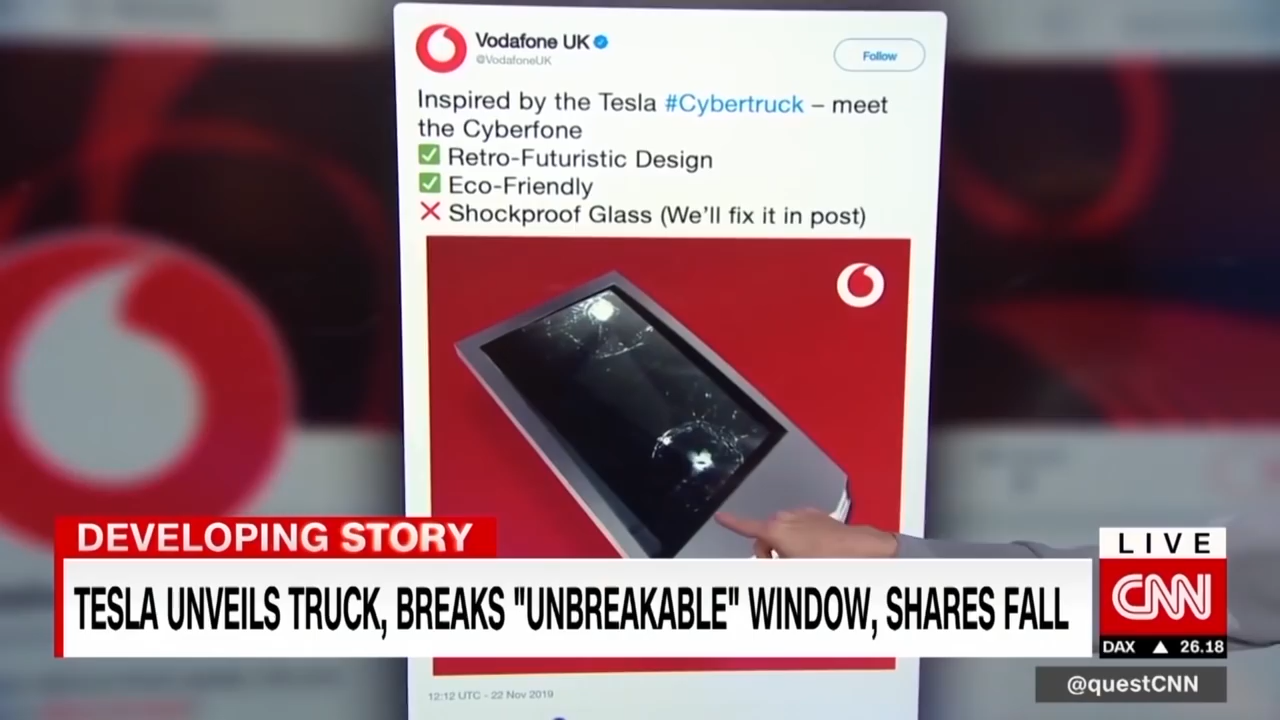 Vodafone UK
@VodafoneUK
Follow
Inspired by the Tesla #Cybertruck – meet
the Cyberfone
✅ Retro-Futuristic Design
✅ Eco-Friendly
❌ Shockproof Glass (We'll fix it in post)
DEVELOPING STORY
TESLA UNVEILS TRUCK, BREAKS "UNBREAKABLE" WINDOW, SHARES FALL
LIVE
CNN
DAX ▲ 26.18
@questCNN
12:12 UTC - 22 Nov 2019